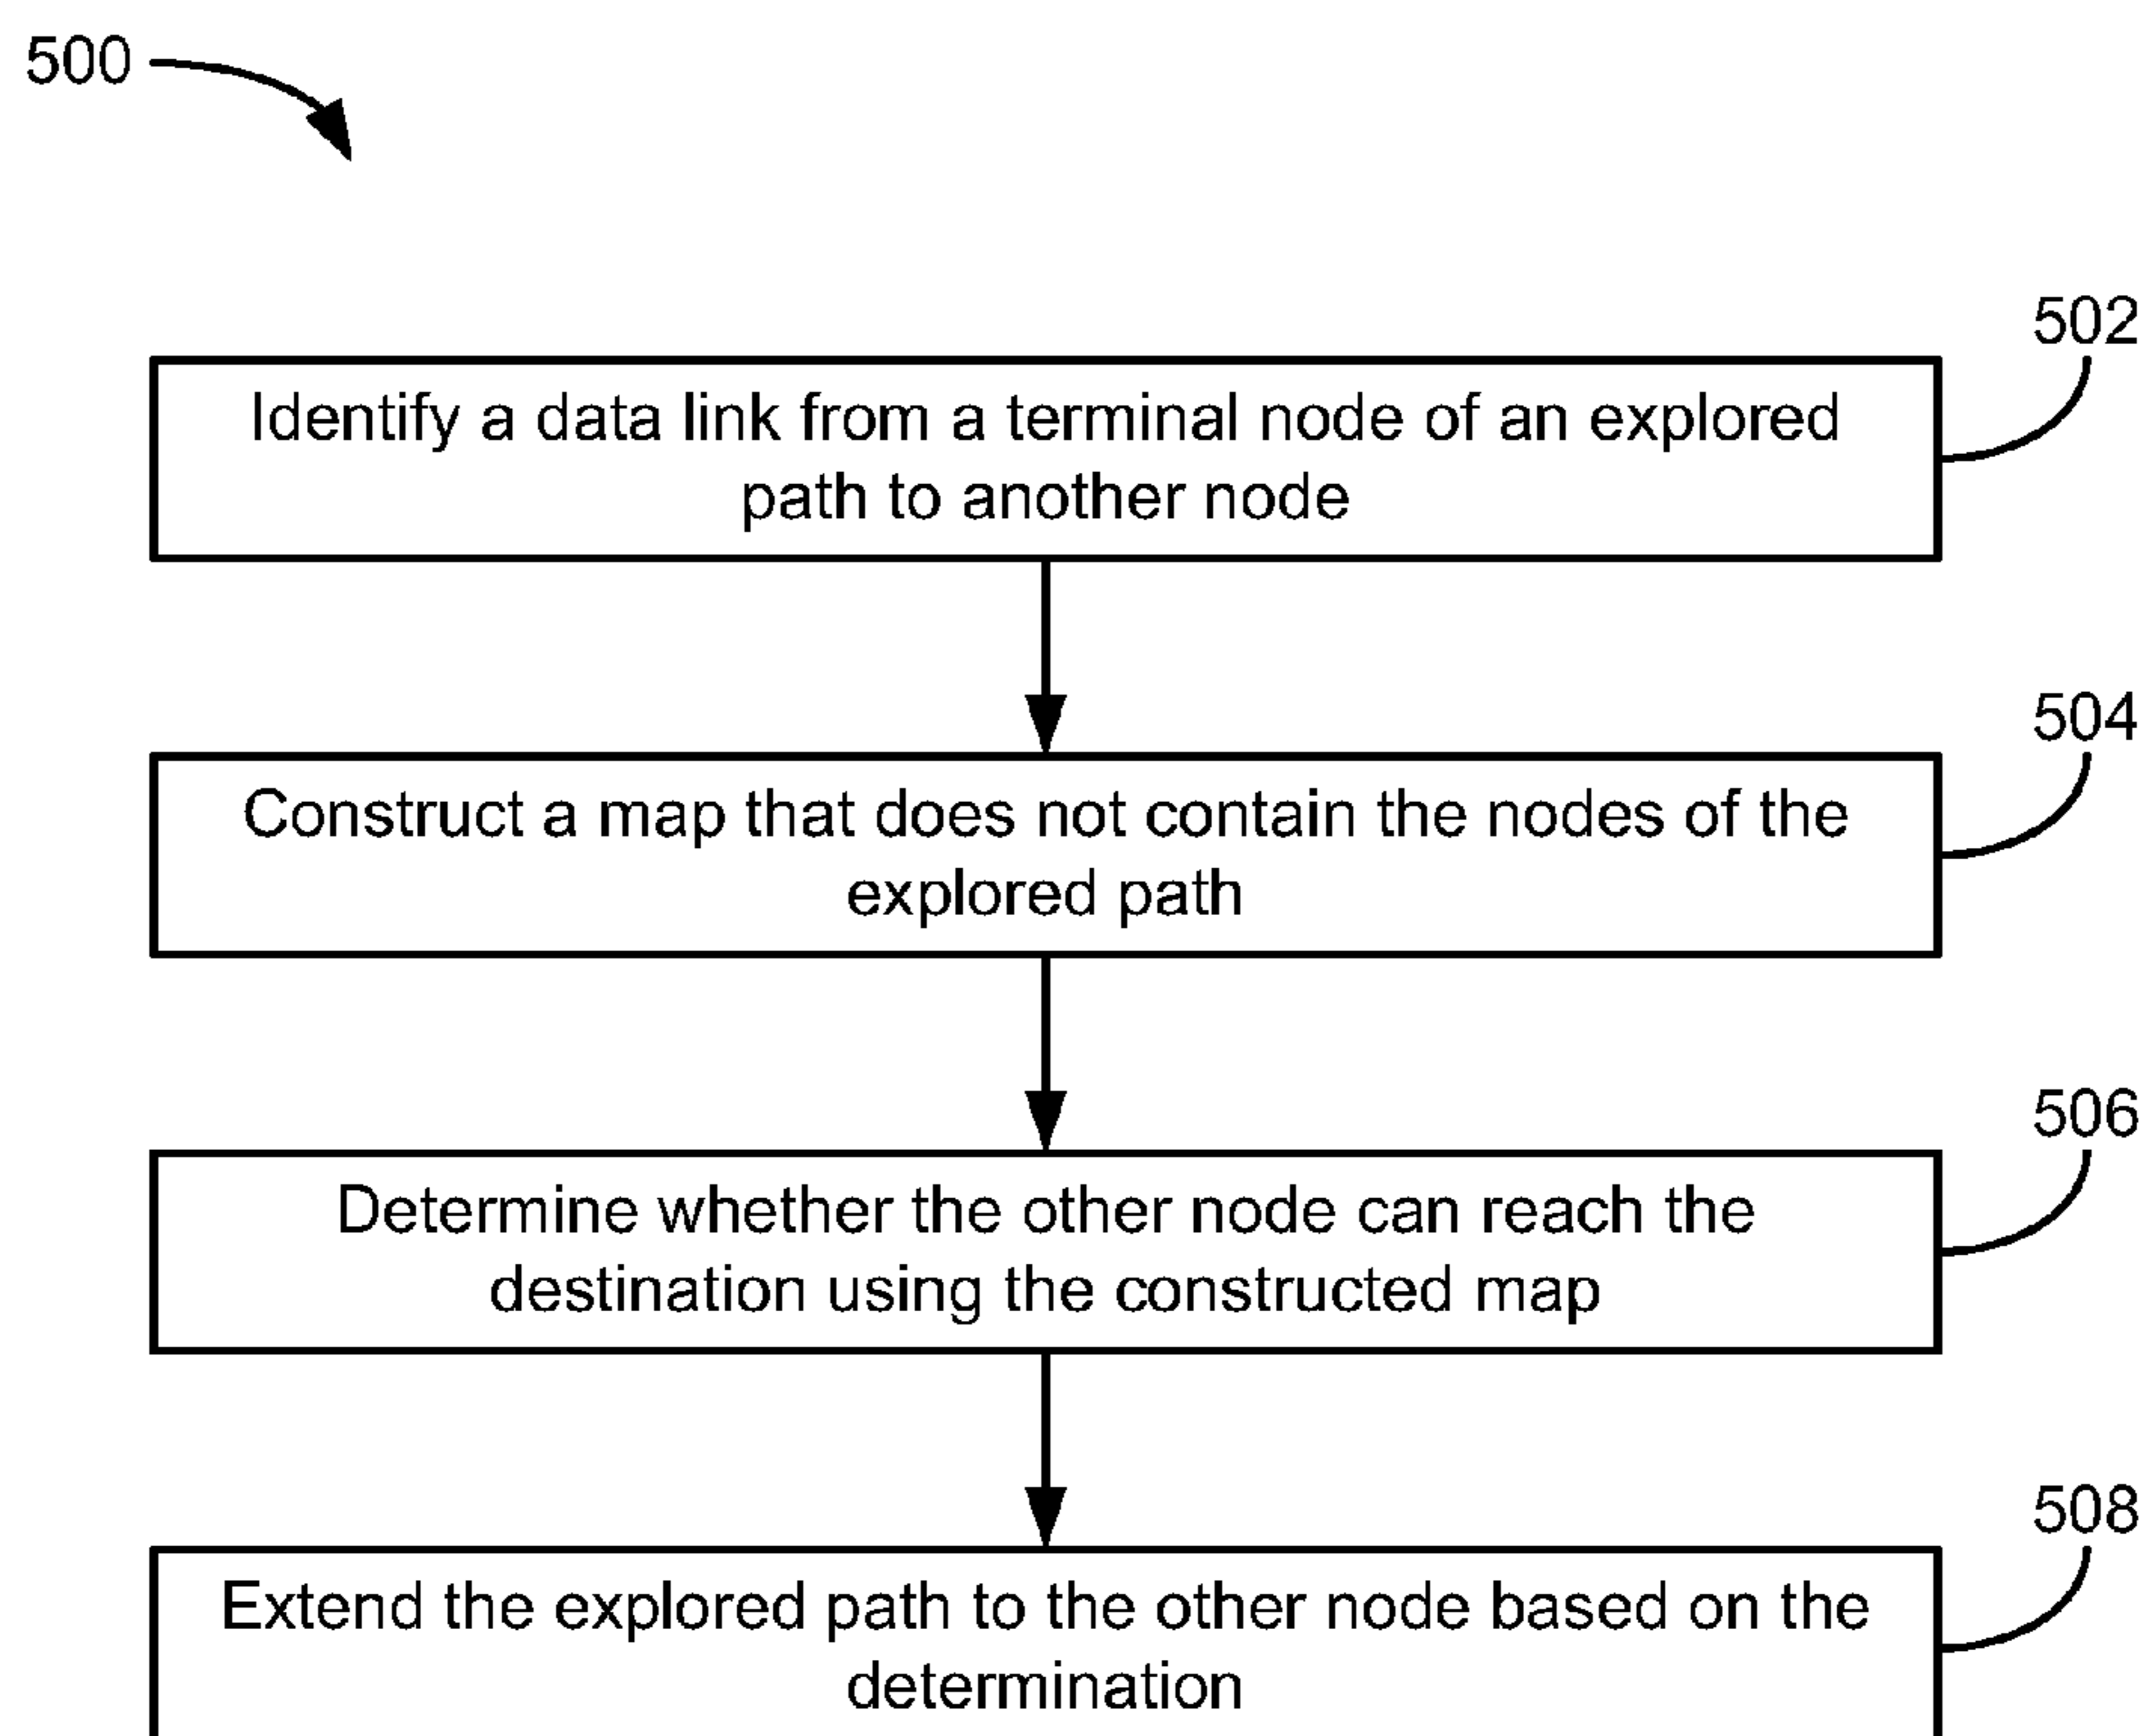 500
502
Identify a data link from a terminal node of an explored
path to another node
504
Construct a map that does not contain the nodes of the
explored path
506
Determine whether the other node can reach the
destination using the constructed map
508
Extend the explored path to the other node based on the
determination